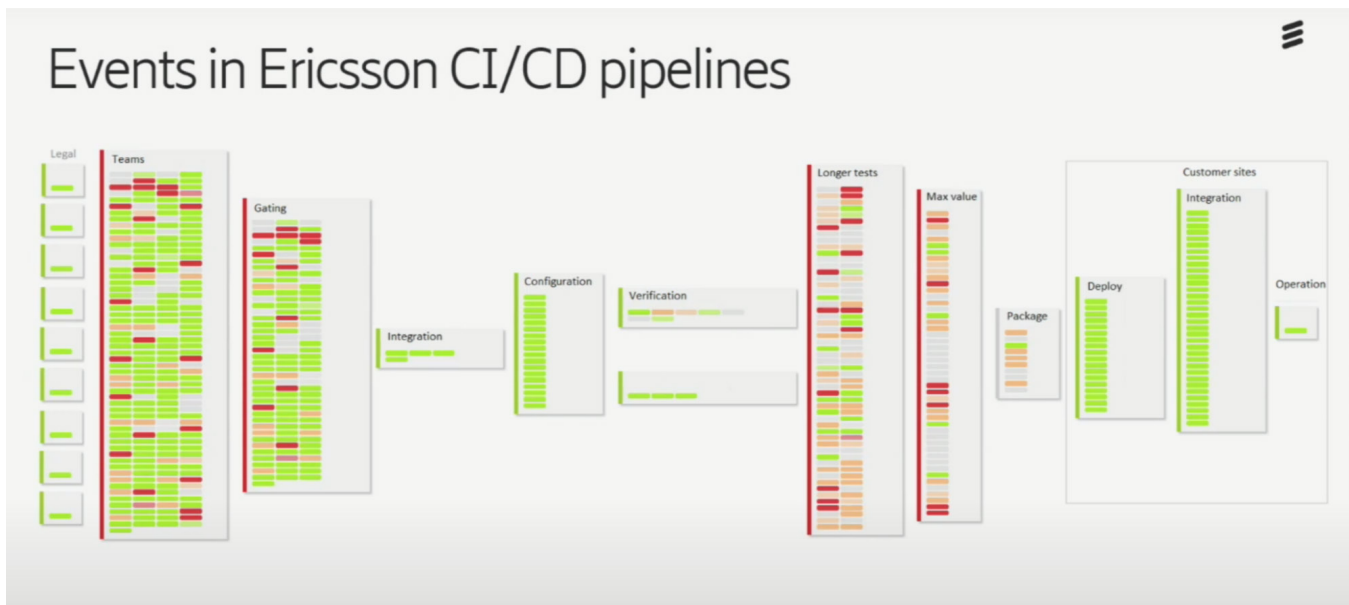 Events in Ericsson CI/CD pipelines
Legal
Teams
Gating
Integration
Configuration
Verification
Longer tests
Max value
Package
Customer sites
Deploy
Integration
Operation